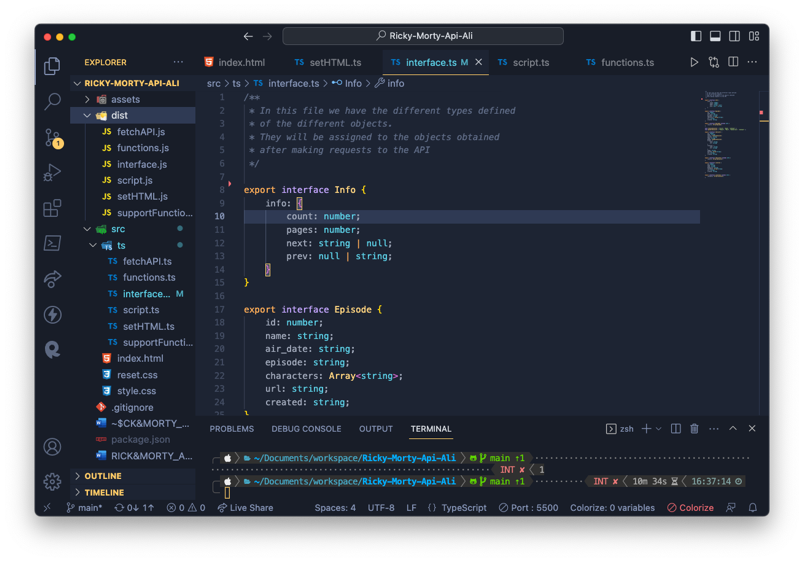 Ricky-Morty-Api-Ali
EXPLORER
RICKY-MORTY-API-ALI
assets
dist
fetchAPI.js
functions.js
interface.js
script.js
setHTML.js
supportFunctio...
src
ts
fetchAPI.ts
functions.ts
interface... M
script.ts
setHTML.ts
supportFuncti...
index.html
reset.css
style.css
.gitignore
~$CK&MORTY_...
package.json
RICK&MORTY_A...
OUTLINE
TIMELINE
1
index.html TS setHTML.ts TS interface.ts M TS script.ts TS functions.ts
src > ts > TS interface.ts > Info > info
1 /**
2 * In this file we have the different types defined
3 * of the different objects.
4 * They will be assigned to the objects obtained
5 * after making requests to the API
6 */
7
8 export interface Info {
9 info: {
10 count: number;
11 pages: number;
12 next: string | null;
13 prev: null | string;
14 }
15 }
16
17 export interface Episode {
18 id: number;
19 name: string;
20 air_date: string;
21 episode: string;
22 characters: Array<string>;
23 url: string;
24 created: string;
PROBLEMS DEBUG CONSOLE OUTPUT TERMINAL zsh
~/Documents/workspace/Ricky-Morty-Api-Ali main ⇡1
INT ✘ 1
~/Documents/workspace/Ricky-Morty-Api-Ali main ⇡1 INT ✘ 10m 34s 16:37:14
main* 0↓ 1↑ 0 0 Live Share Spaces: 4 UTF-8 LF {} TypeScript Port : 5500 Colorize: 0 variables Colorize